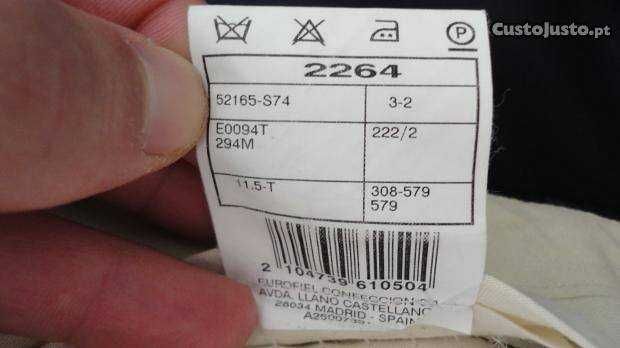 CustoJusto.pt
P
2264
52165-S74 3-2
E0094T 222/2
294M
11.5-T 308-579
579
2 104739 610504
EUROFIEL CONFECCION S.A.
AVDA. LLANO CASTELLANO
28034 MADRID - SPAIN